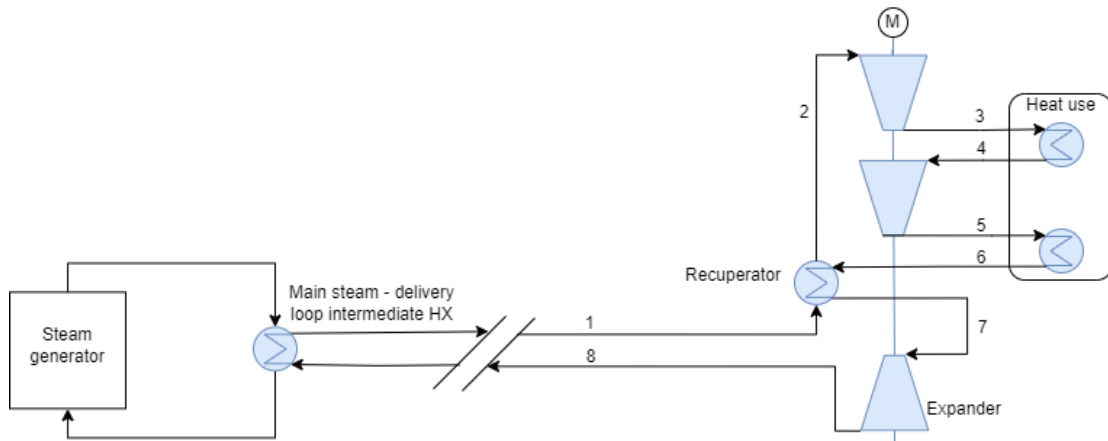 M
2
Heat use
3
4
5
6
Recuperator
Main steam - delivery
loop intermediate HX
Steam
generator
1
7
8
Expander